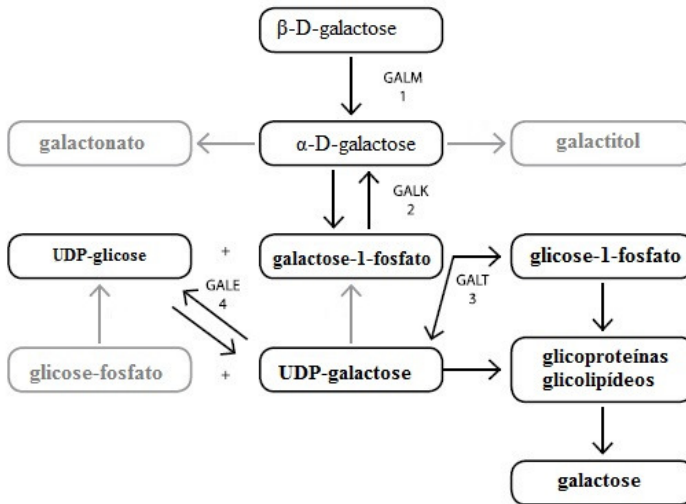 β-D-galactose
GALM
1
galactonato
α-D-galactose
galactitol
GALK
2
UDP-glicose
+
galactose-1-fosfato
glicose-1-fosfato
GALE
4
GALT
3
glicose-fosfato
+
UDP-galactose
glicoproteínas
glicolipídeos
galactose